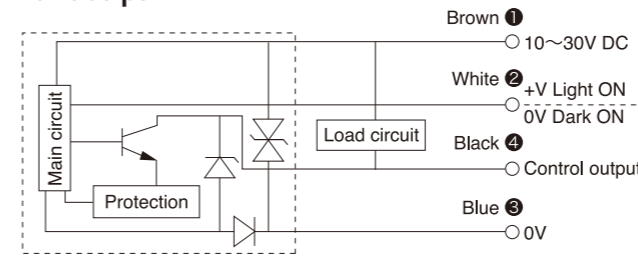 Brown ❶
10〜30V DC
White ❷
+V Light ON
0V Dark ON
Main circuit
Load circuit
Black ❹
Control output
Protection
Blue ❸
0V